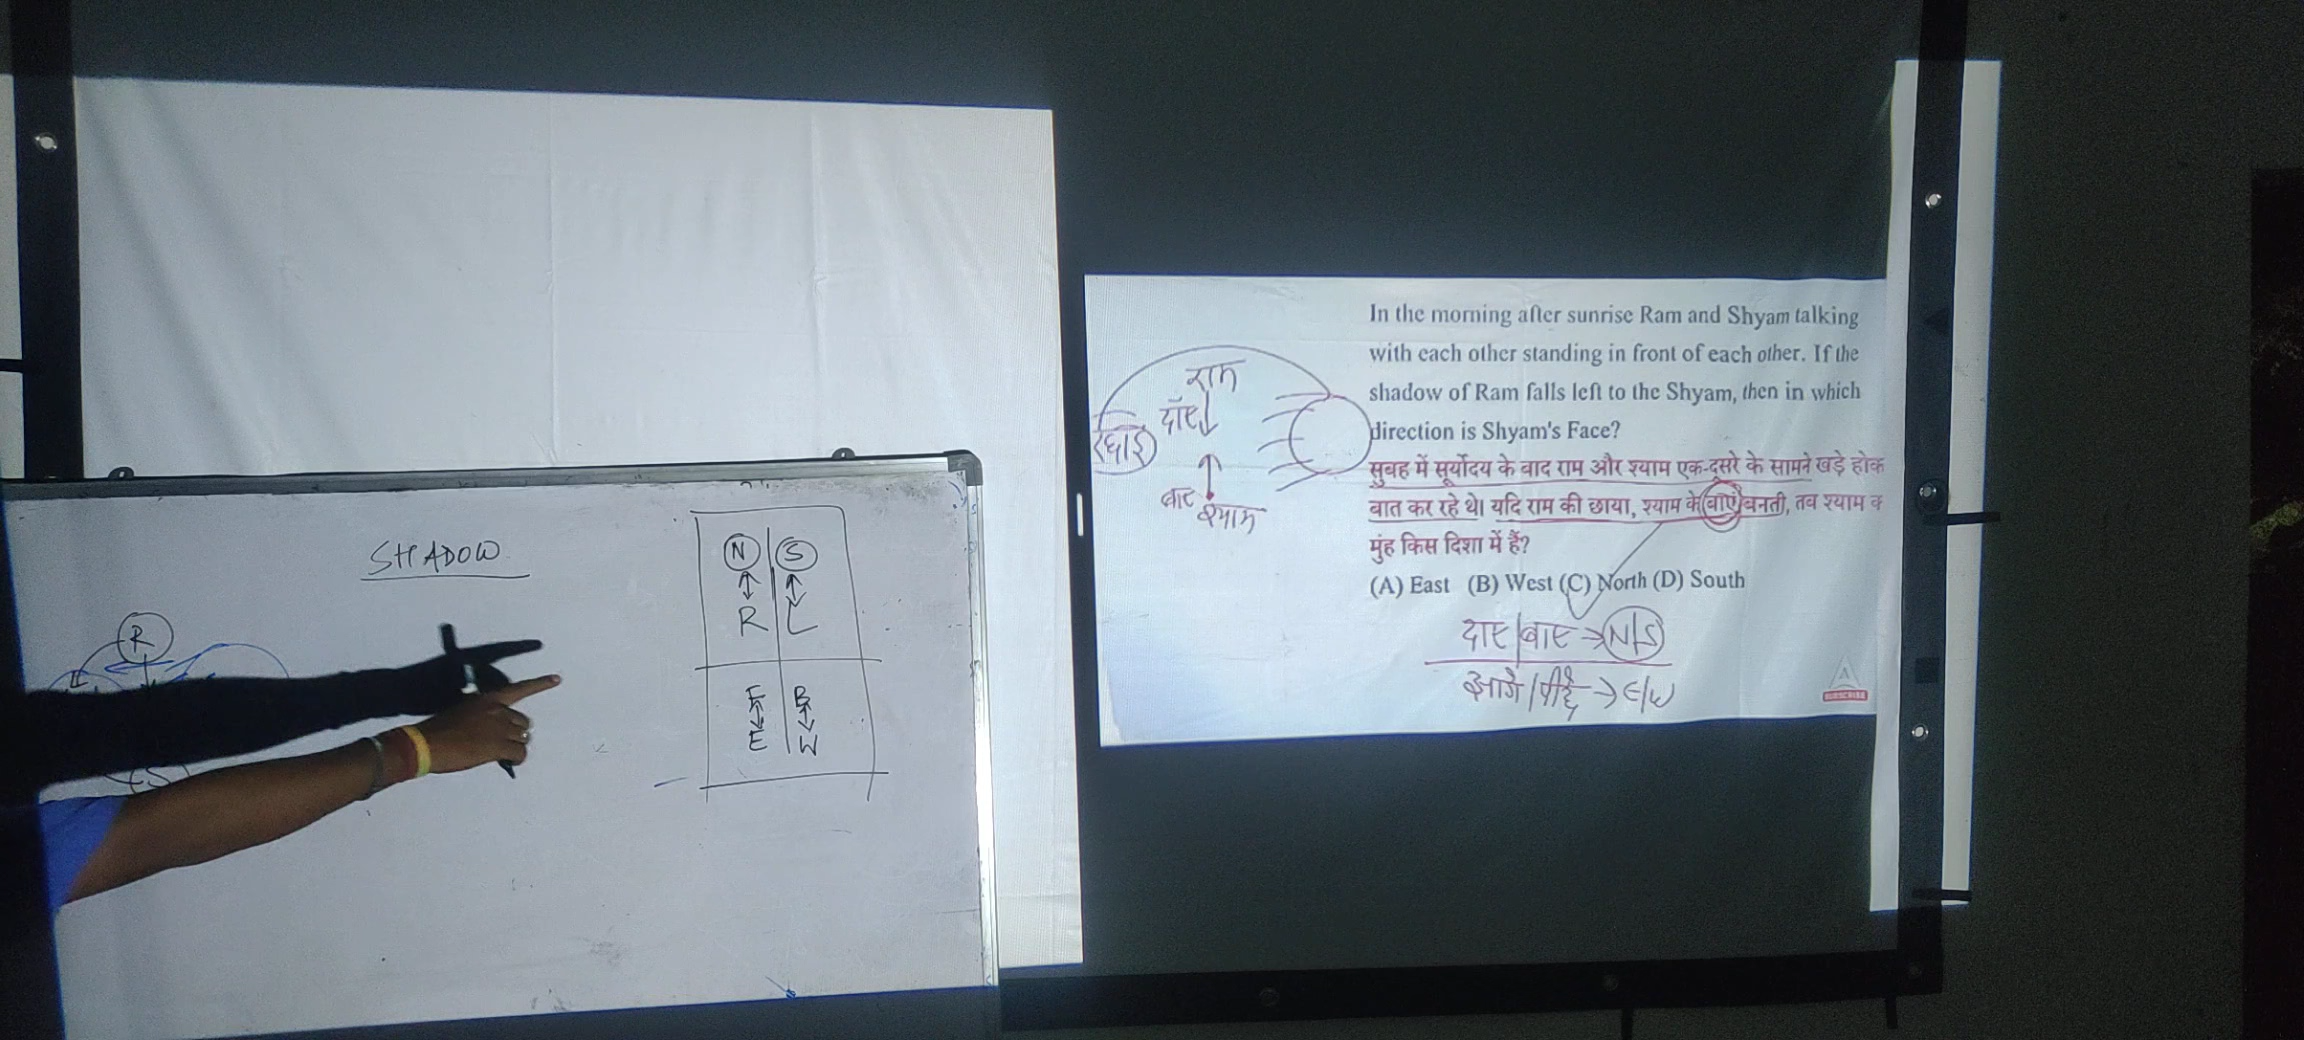 SHADOW
R
N S
R L
F B
E W
In the morning after sunrise Ram and Shyam talking
with each other standing in front of each other. If the
shadow of Ram falls left to the Shyam, then in which
direction is Shyam's Face?
सुबह में सूर्योदय के बाद राम और श्याम एक-दूसरे के सामने खड़े होक
बात कर रहे थे। यदि राम की छाया, श्याम के बाएं बनती, तब श्याम क
मुंह किस दिशा में हैं?
(A) East (B) West (C) North (D) South
दाए/बाए → N/S
आगे/पीछे → E/W
राम
दाए
बाए
श्याम
SUBSCRIBE